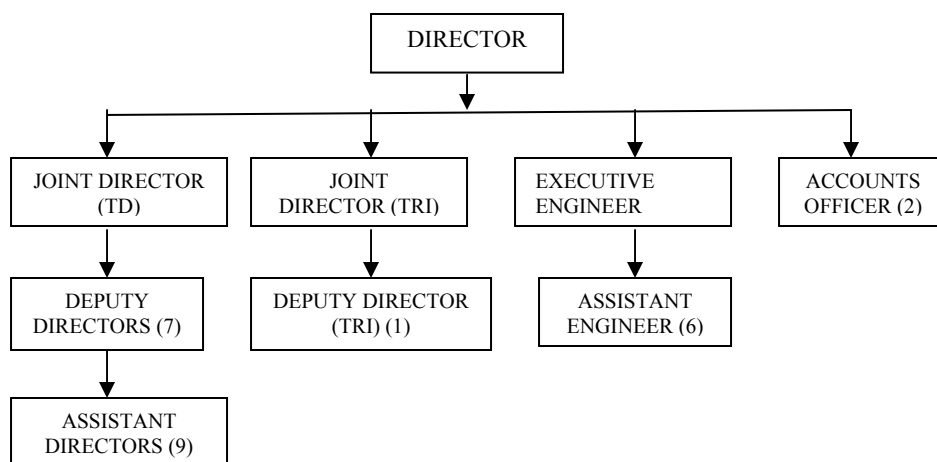 DIRECTOR
JOINT DIRECTOR
(TD)
JOINT
DIRECTOR (TRI)
EXECUTIVE
ENGINEER
ACCOUNTS
OFFICER (2)
DEPUTY
DIRECTORS (7)
DEPUTY DIRECTOR
(TRI) (1)
ASSISTANT
ENGINEER (6)
ASSISTANT
DIRECTORS (9)